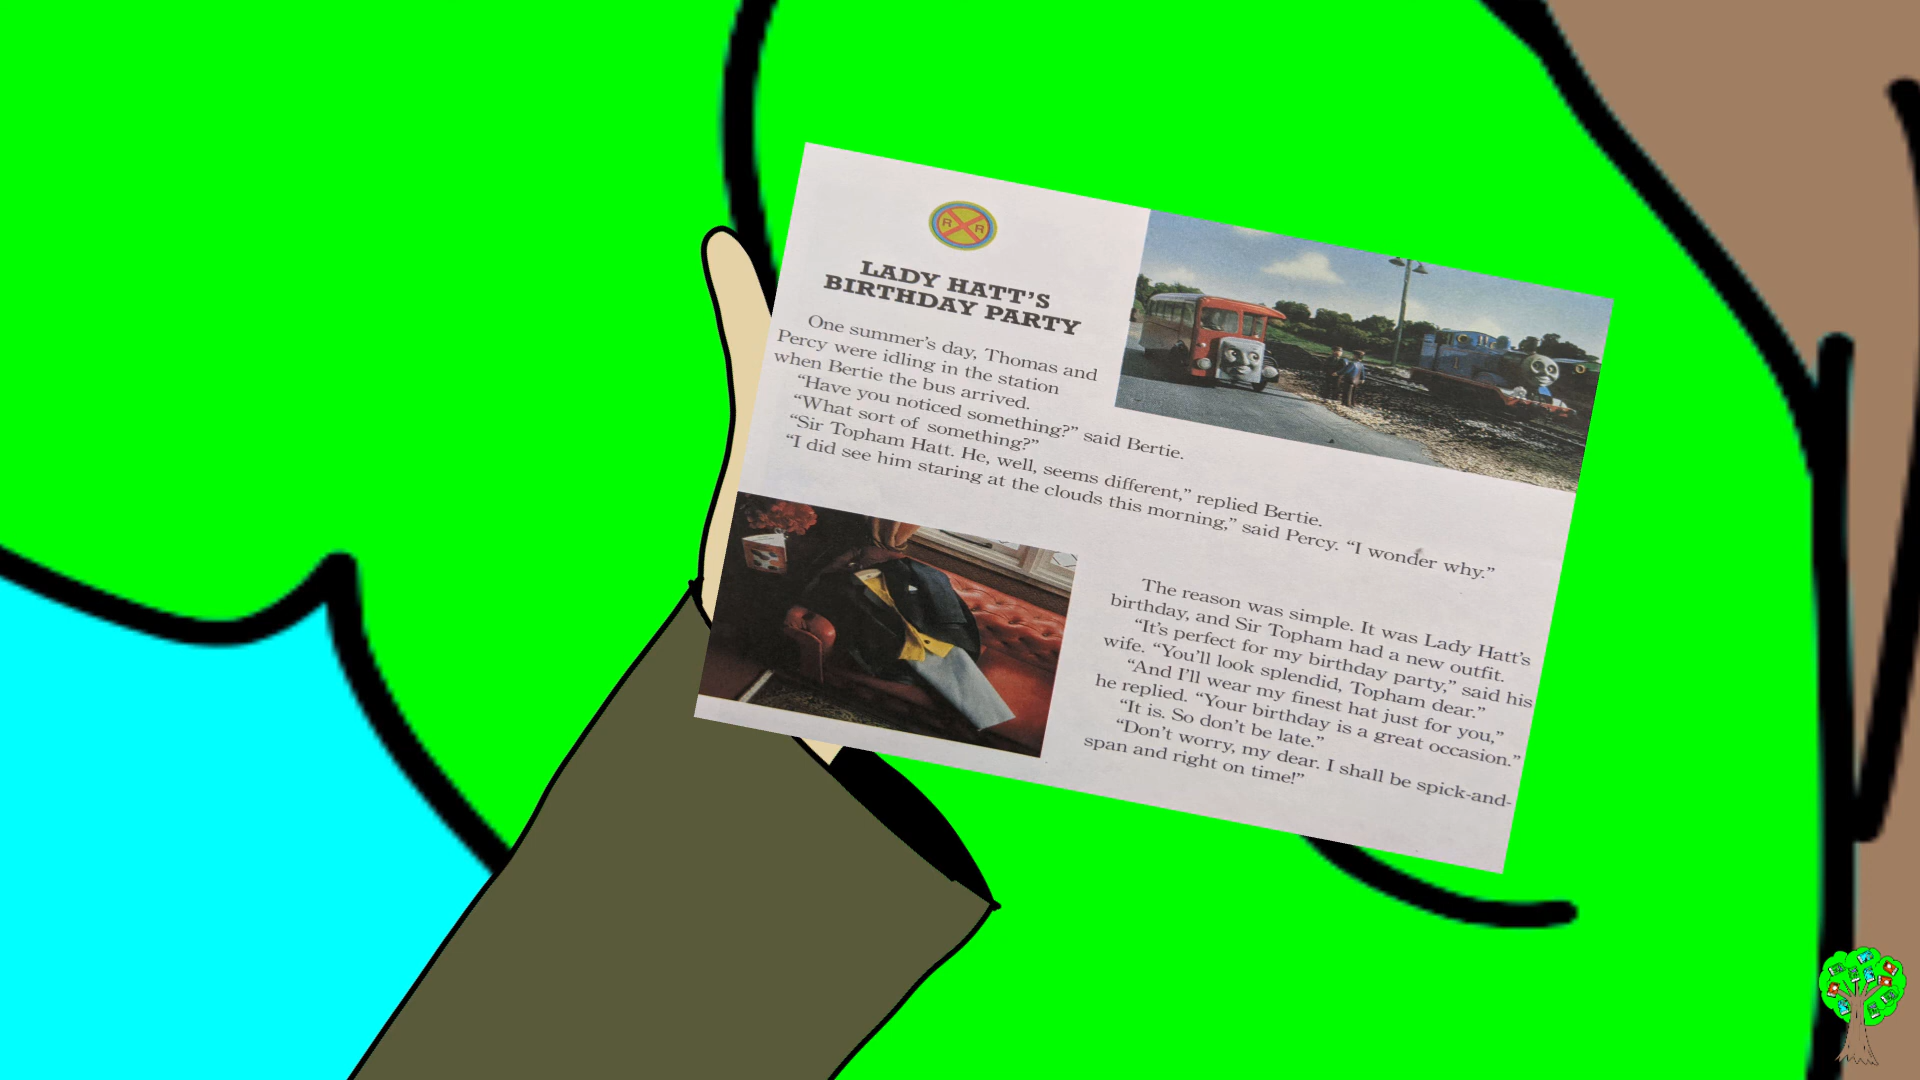 R R
LADY HATT'S
BIRTHDAY PARTY
One summer's day, Thomas and
Percy were idling in the station
when Bertie the bus arrived.
“Have you noticed something?” said Bertie.
“What sort of something?”
“Sir Topham Hatt. He, well, seems different,” replied Bertie.
“I did see him staring at the clouds this morning,” said Percy. “I wonder why.”
The reason was simple. It was Lady Hatt's
birthday, and Sir Topham had a new outfit.
“It's perfect for my birthday party,” said his
wife. “You'll look splendid, Topham dear.”
“And I'll wear my finest hat just for you,”
he replied. “Your birthday is a great occasion.”
“It is. So don't be late.”
“Don't worry, my dear. I shall be spick-and-
span and right on time!”